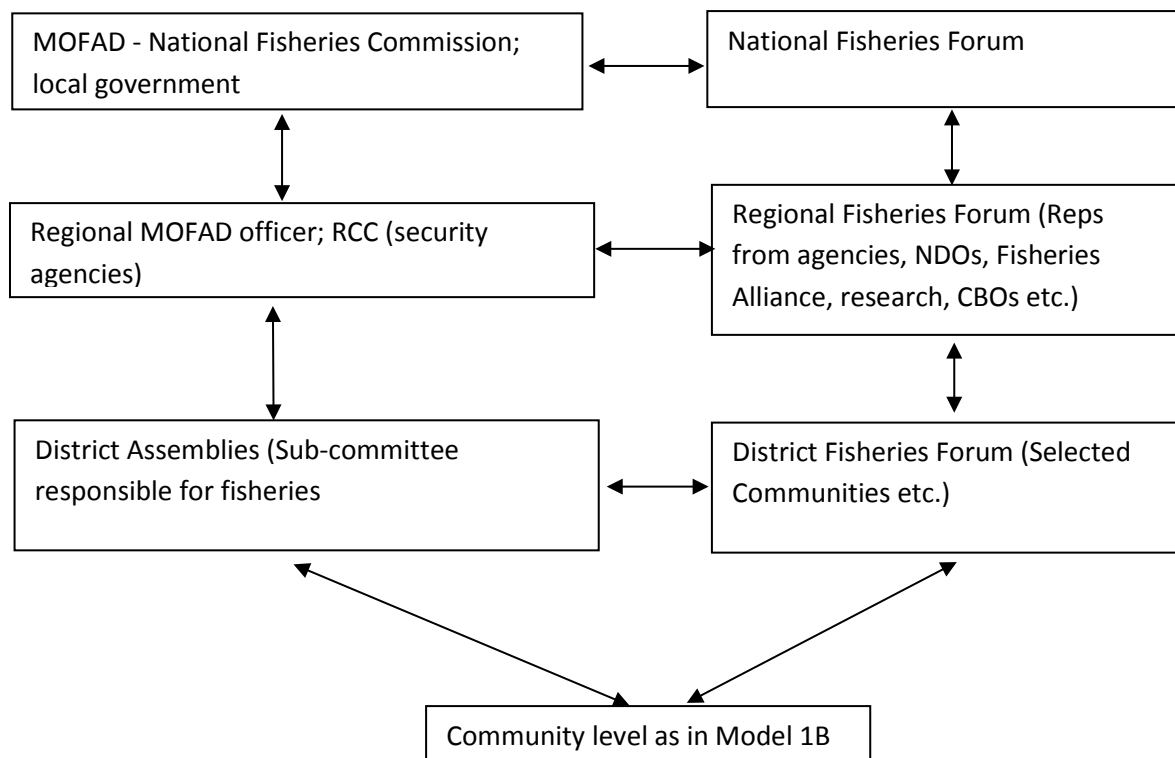 MOFAD - National Fisheries Commission;
local government
National Fisheries Forum
Regional MOFAD officer; RCC (security
agencies)
Regional Fisheries Forum (Reps
from agencies, NDOs, Fisheries
Alliance, research, CBOs etc.)
District Assemblies (Sub-committee
responsible for fisheries
District Fisheries Forum (Selected
Communities etc.)
Community level as in Model 1B